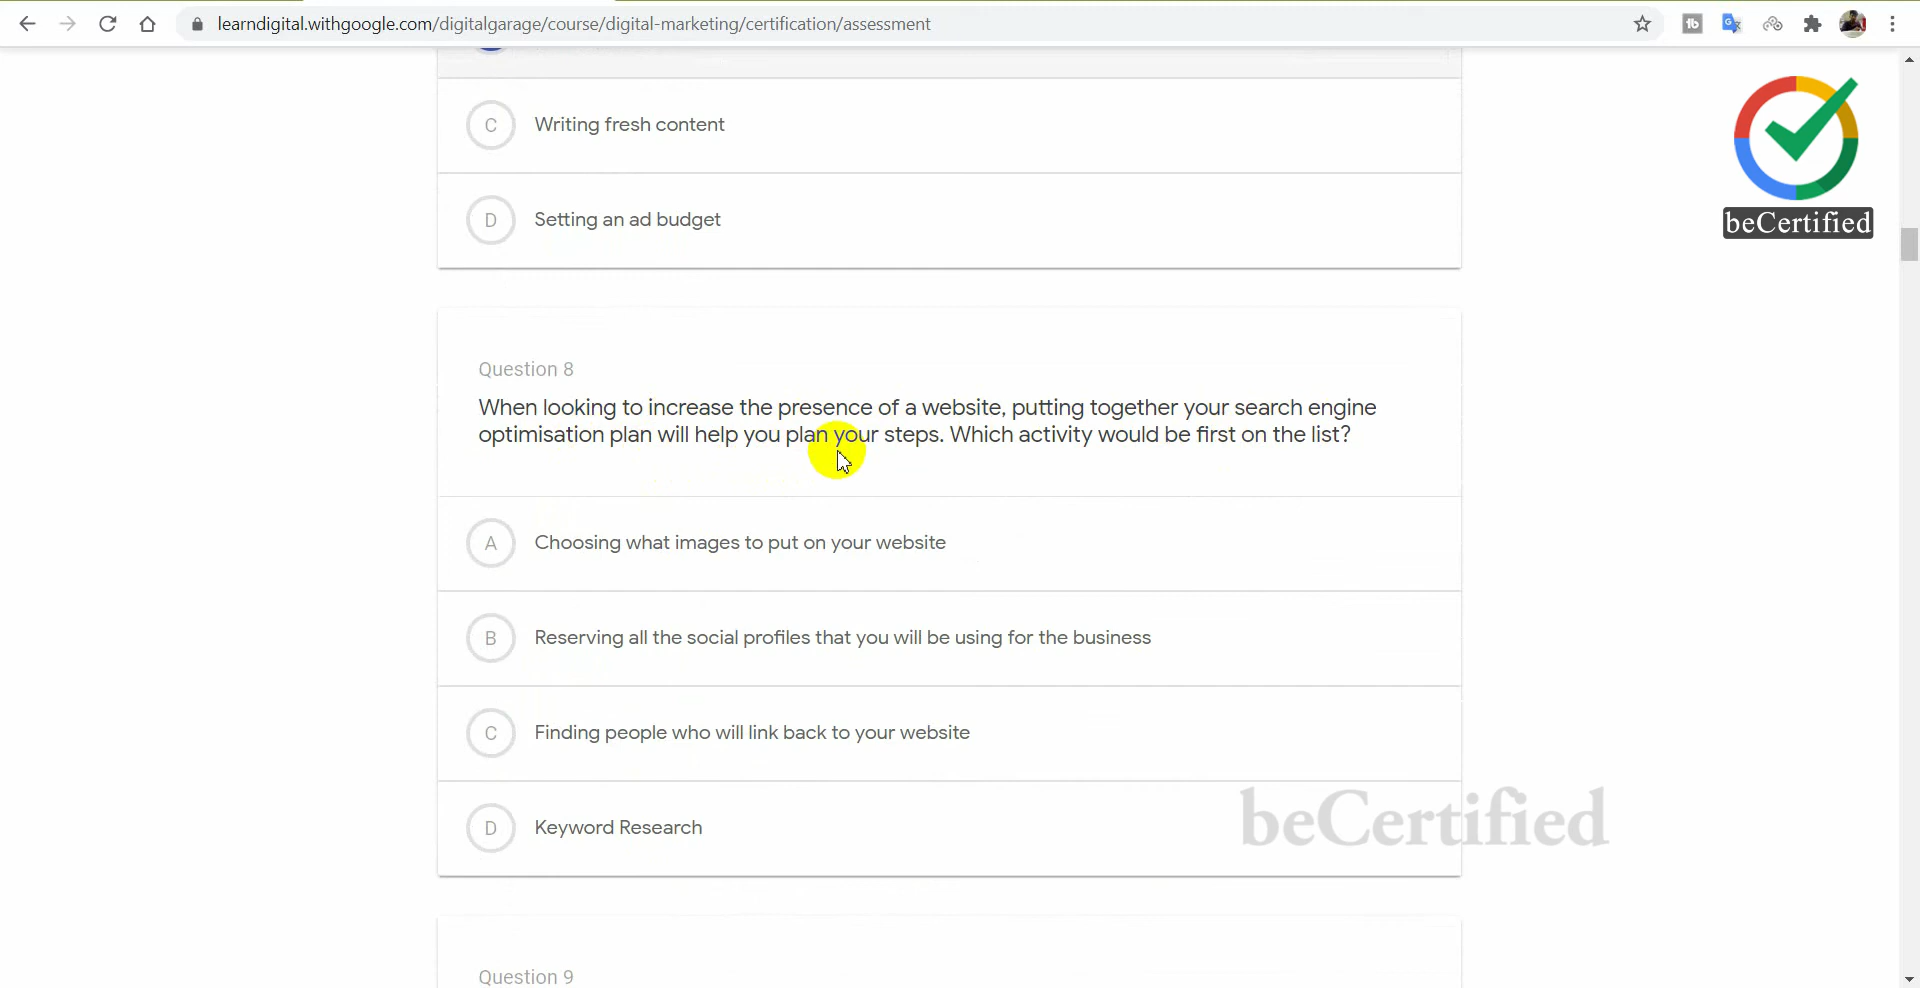 learndigital.withgoogle.com/digitalgarage/course/digital-marketing/certification/assessment
C Writing fresh content
D Setting an ad budget
beCertified
Question 8
When looking to increase the presence of a website, putting together your search engine
optimisation plan will help you plan your steps. Which activity would be first on the list?
A Choosing what images to put on your website
B Reserving all the social profiles that you will be using for the business
C Finding people who will link back to your website
D Keyword Research
beCertified
Question 9